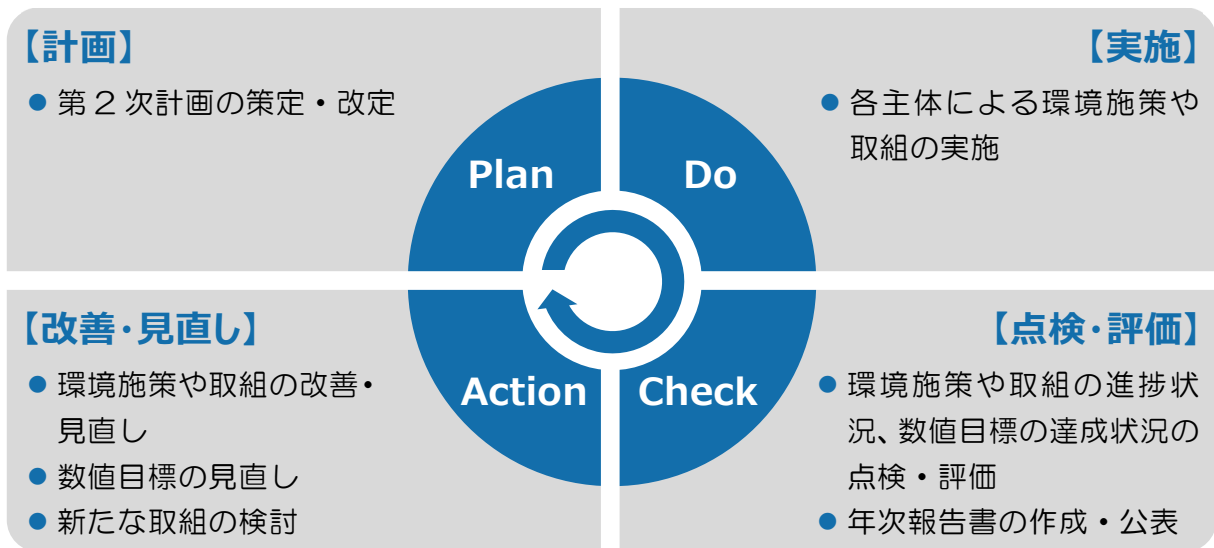 【計画】
● 第2次計画の策定・改定
Plan
【実施】
● 各主体による環境施策や
取組の実施
Do
【改善・見直し】
● 環境施策や取組の改善・
見直し
● 数値目標の見直し
● 新たな取組の検討
Action
【点検・評価】
● 環境施策や取組の進捗状
況、数値目標の達成状況の
点検・評価
● 年次報告書の作成・公表
Check